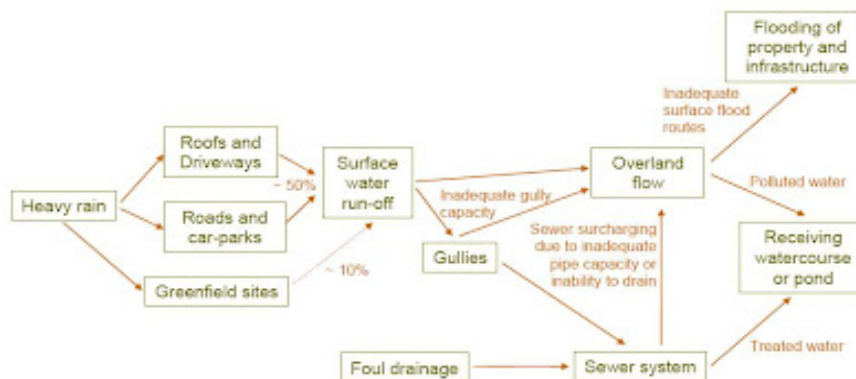 Flooding of
property and
infrastructure
Inadequate
surface flood
routes
Roofs and
Driveways
~ 50%
Surface
water
run-off
Overland
flow
Heavy rain
Roads and
car-parks
Inadequate gully
capacity
Polluted water
Sewer surcharging
due to inadequate
pipe capacity or
inability to drain
Gullies
Receiving
watercourse
or pond
Greenfield sites
~ 10%
Foul drainage
Sewer system
Treated water